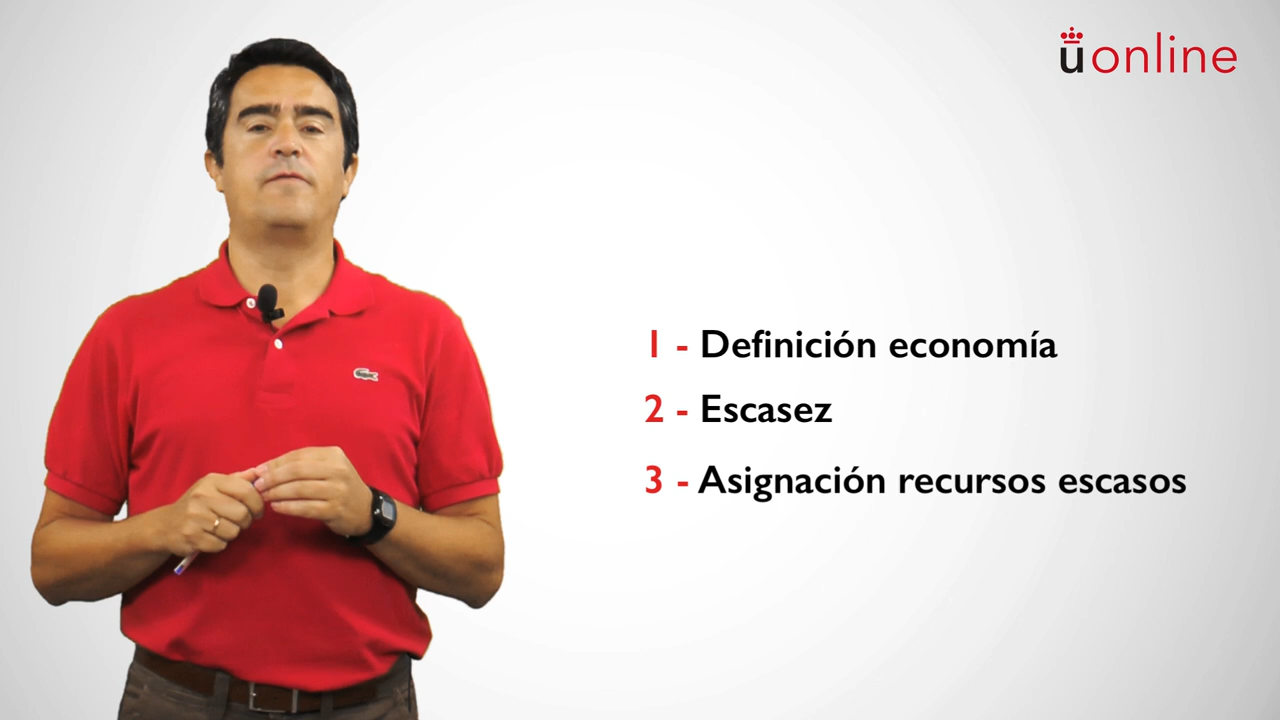 üonline
1 - Definición economía
2 - Escasez
3 - Asignación recursos escasos